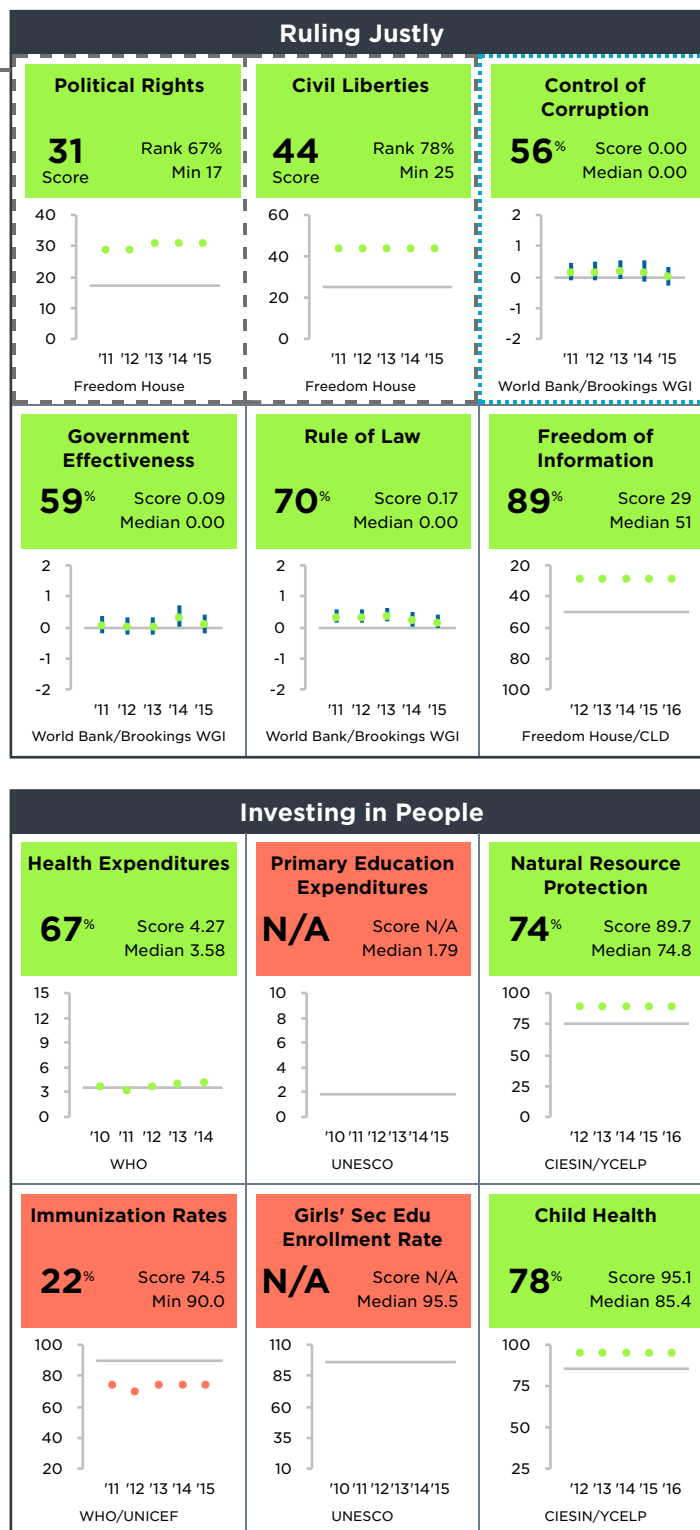 Ruling Justly
Political Rights
31
Score
Rank 67%
Min 17
40
30
20
10
0
'11 '12 '13 '14 '15
Freedom House
Civil Liberties
44
Score
Rank 78%
Min 25
60
40
20
0
'11 '12 '13 '14 '15
Freedom House
Control of
Corruption
56%
Score 0.00
Median 0.00
2
1
0
-1
-2
'11 '12 '13 '14 '15
World Bank/Brookings WGI
Government
Effectiveness
59%
Score 0.09
Median 0.00
2
1
0
-1
-2
'11 '12 '13 '14 '15
World Bank/Brookings WGI
Rule of Law
70%
Score 0.17
Median 0.00
2
1
0
-1
-2
'11 '12 '13 '14 '15
World Bank/Brookings WGI
Freedom of
Information
89%
Score 29
Median 51
20
40
60
80
100
'12 '13 '14 '15 '16
Freedom House/CLD
Investing in People
Health Expenditures
67%
Score 4.27
Median 3.58
15
12
9
6
3
0
'10 '11 '12 '13 '14
WHO
Primary Education
Expenditures
N/A
Score N/A
Median 1.79
10
8
6
4
2
0
'10 '11 '12 '13 '14 '15
UNESCO
Natural Resource
Protection
74%
Score 89.7
Median 74.8
100
75
50
25
0
'12 '13 '14 '15 '16
CIESIN/YCELP
Immunization Rates
22%
Score 74.5
Min 90.0
100
80
60
40
20
'11 '12 '13 '14 '15
WHO/UNICEF
Girls' Sec Edu
Enrollment Rate
N/A
Score N/A
Median 95.5
110
85
60
35
10
'10 '11 '12 '13 '14 '15
UNESCO
Child Health
78%
Score 95.1
Median 85.4
100
75
50
25
'12 '13 '14 '15 '16
CIESIN/YCELP